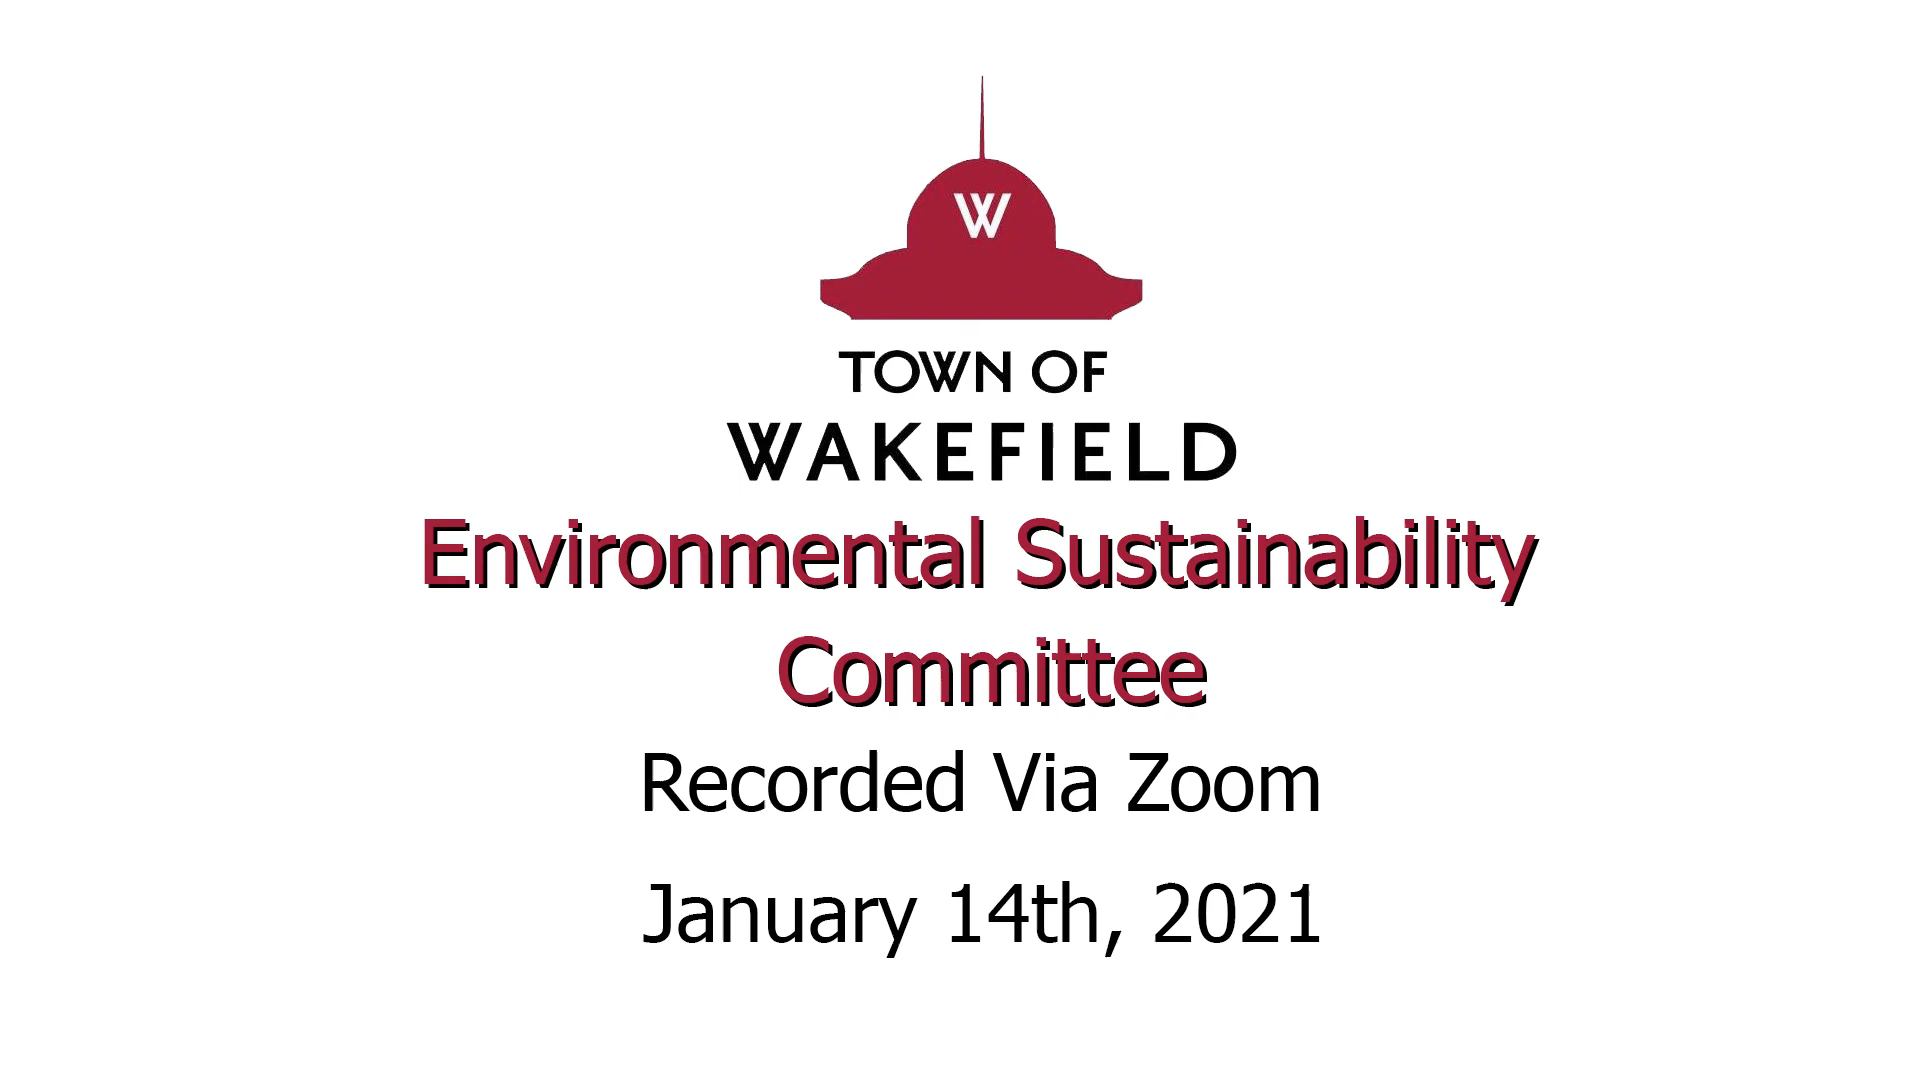 W
TOWN OF
WAKEFIELD
Environmental Sustainability
Committee
Recorded Via Zoom
January 14th, 2021